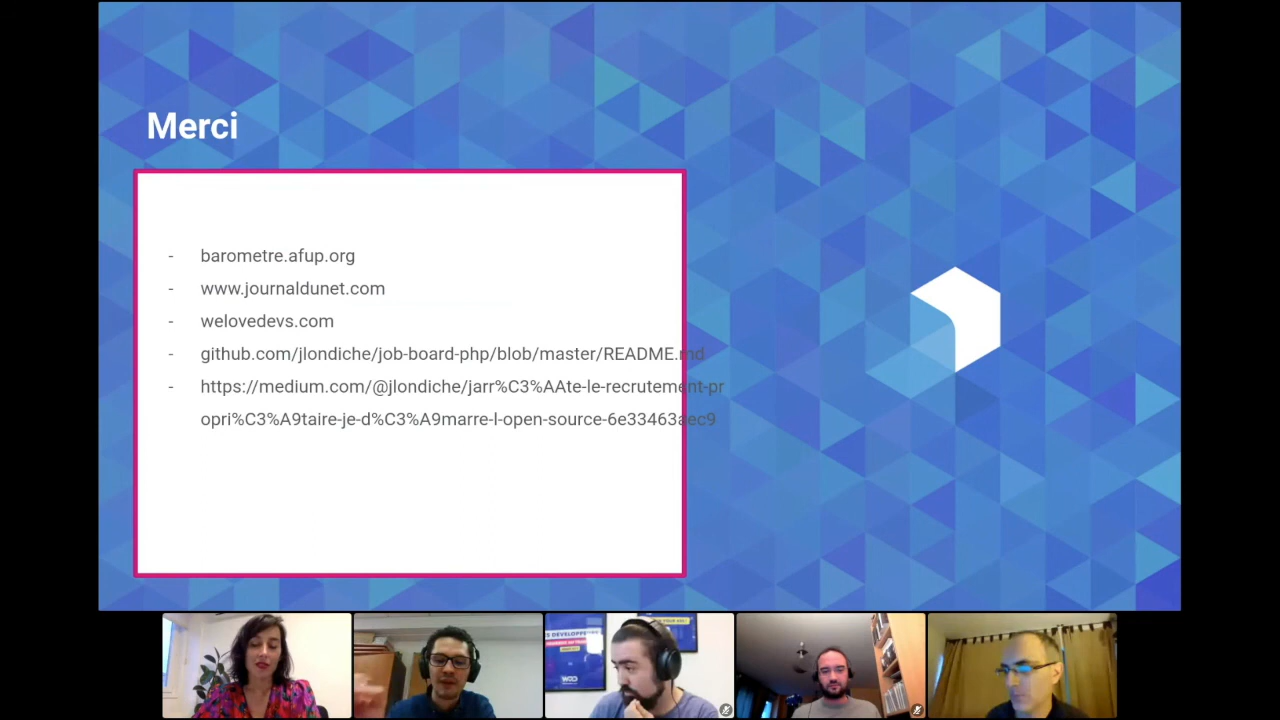 Merci
- barometre.afup.org
- www.journaldunet.com
- welovedevs.com
- github.com/jlondiche/job-board-php/blob/master/README.md
- https://medium.com/@jlondiche/jarr%C3%AAte-le-recrutement-pr
opri%C3%A9taire-je-d%C3%A9marre-l-open-source-6e33463aec9